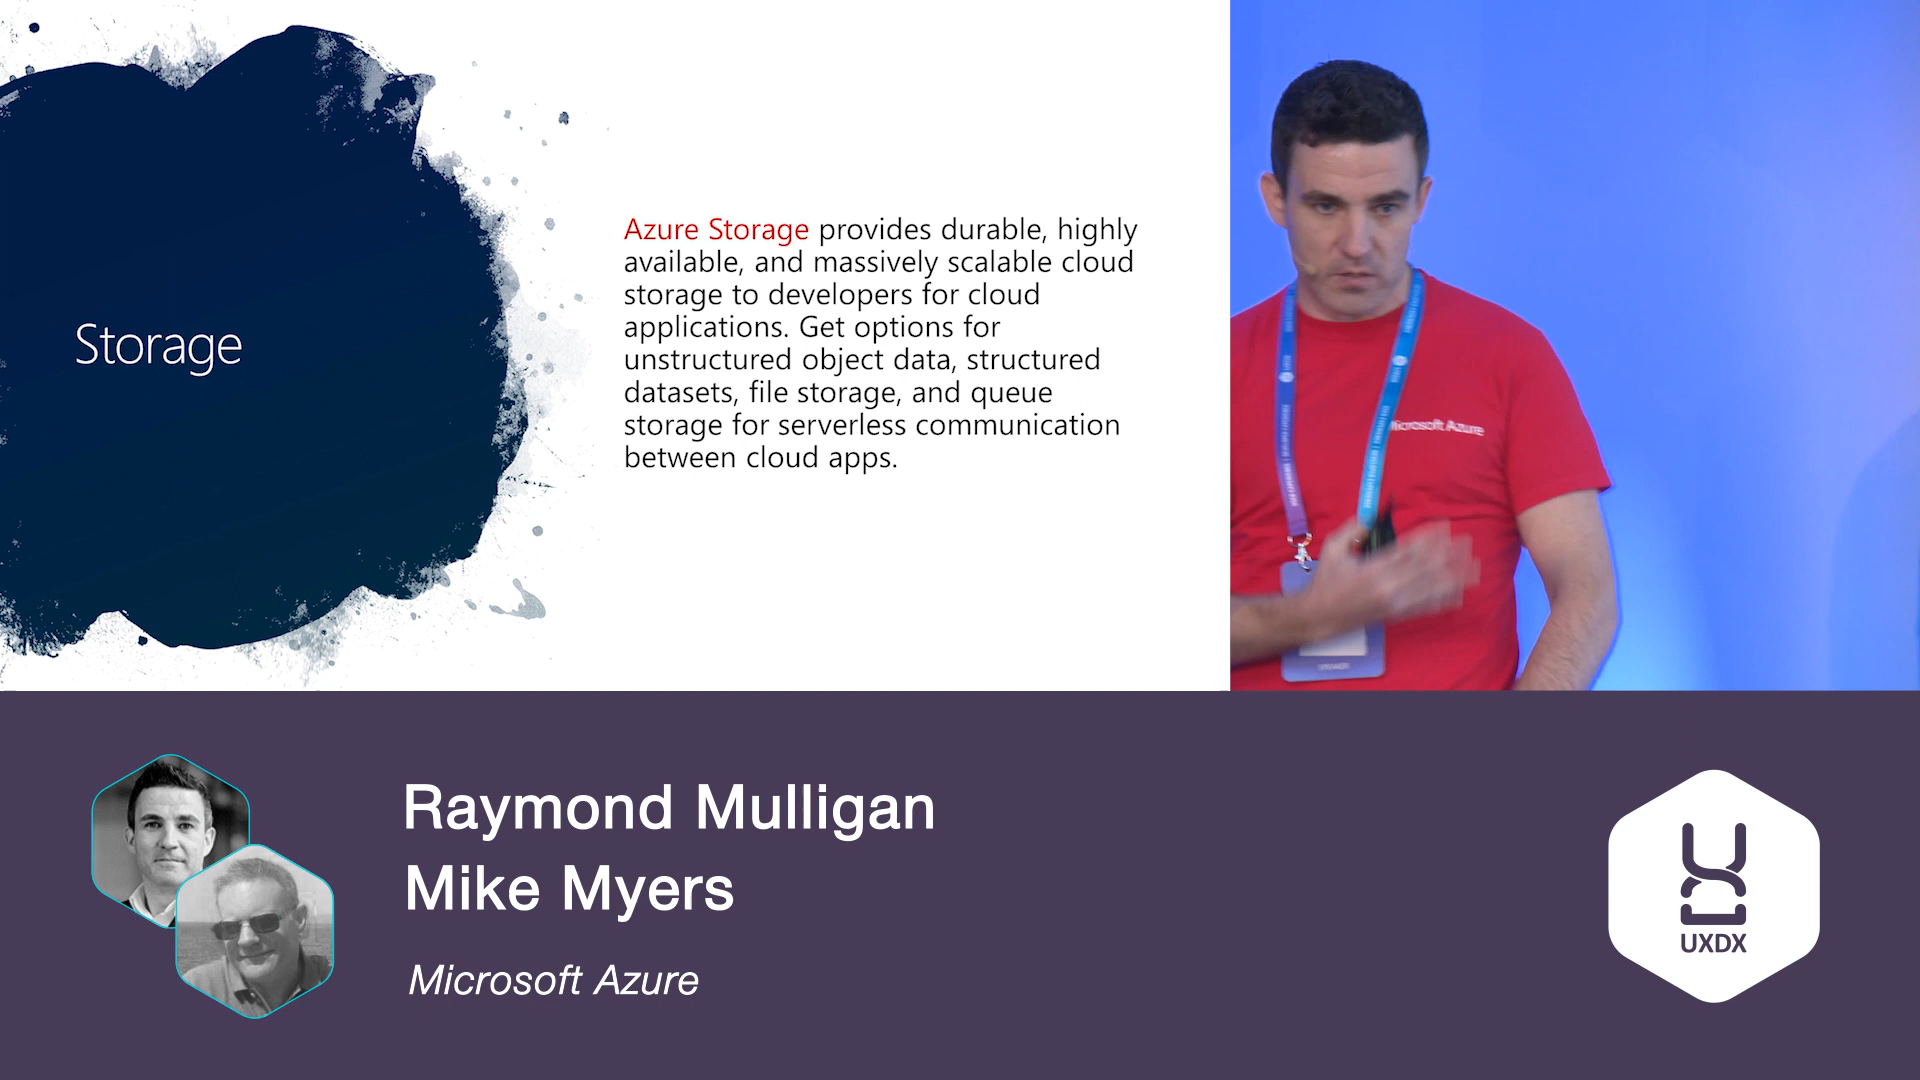 Storage
Azure Storage provides durable, highly
available, and massively scalable cloud
storage to developers for cloud
applications. Get options for
unstructured object data, structured
datasets, file storage, and queue
storage for serverless communication
between cloud apps.
Microsoft Azure
Raymond Mulligan
Mike Myers
Microsoft Azure
UXDX